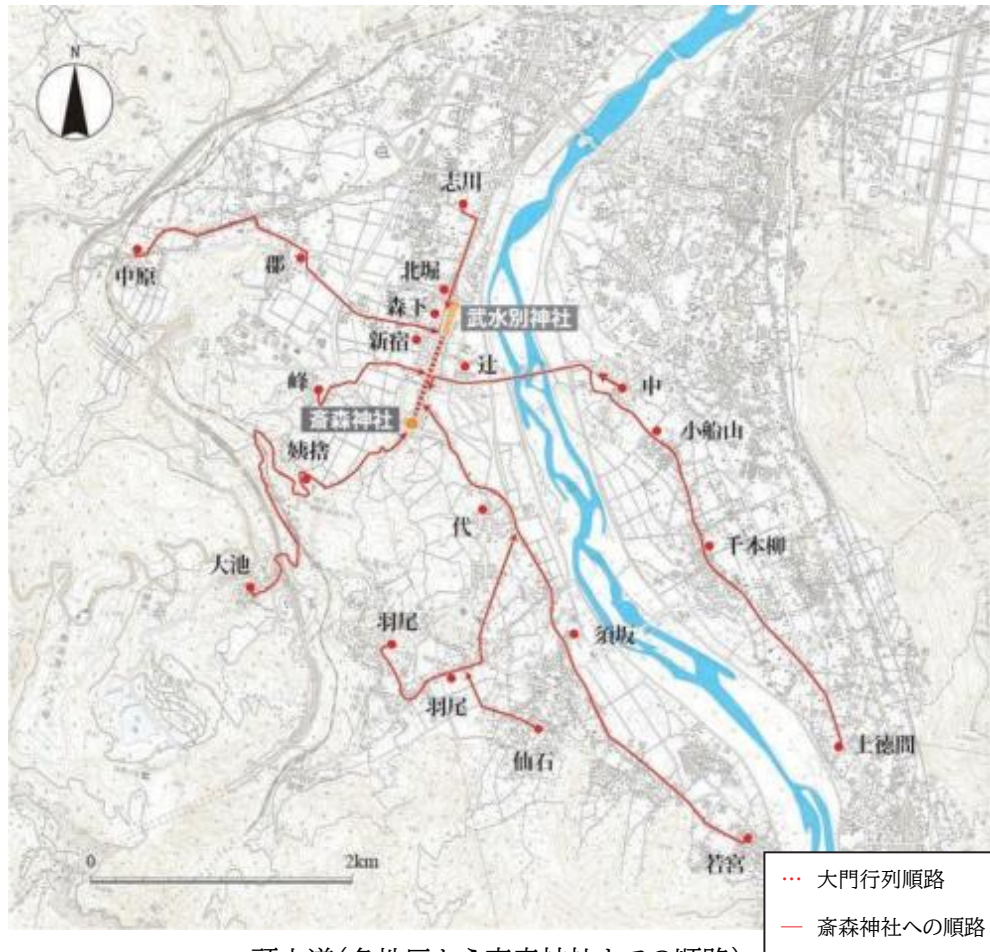 N
志川
中原
郡
北堀
森下
武水別神社
新宿
辻
峰
中
斎森神社
小船山
姨捨
代
千本柳
大池
羽尾
須坂
羽尾
仙石
上徳間
若宮
0 2km
大門行列順路
斎森神社への順路